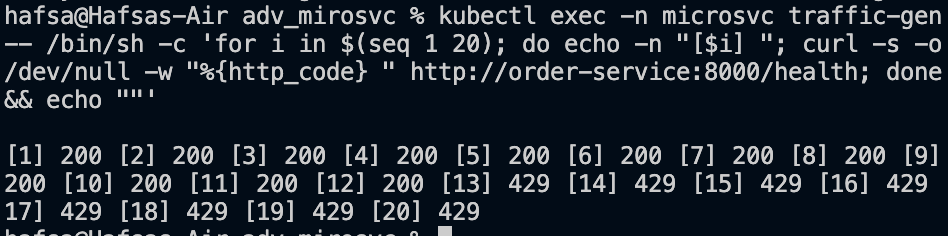 hafsa@Hafsas-Air adv_mirosvc % kubectl exec -n microsvc traffic-gen
-- /bin/sh -c 'for i in $(seq 1 20); do echo -n "[$i] "; curl -s -o
/dev/null -w "%{http_code} " http://order-service:8000/health; done
&& echo ""'
[1] 200 [2] 200 [3] 200 [4] 200 [5] 200 [6] 200 [7] 200 [8] 200 [9]
200 [10] 200 [11] 200 [12] 200 [13] 429 [14] 429 [15] 429 [16] 429
17] 429 [18] 429 [19] 429 [20] 429
hafsa@Hafsas-Air adv_mirosvc %